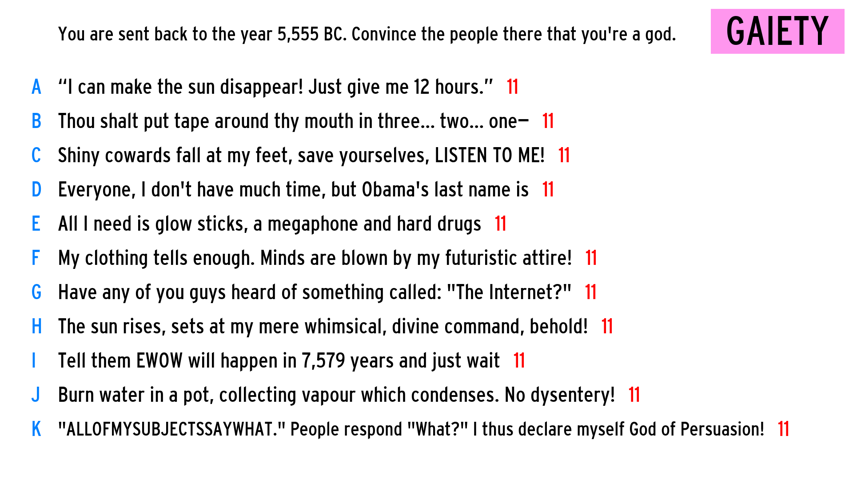 You are sent back to the year 5,555 BC. Convince the people there that you're a god.
GAIETY
A “I can make the sun disappear! Just give me 12 hours.” 11
B Thou shalt put tape around thy mouth in three... two... one— 11
C Shiny cowards fall at my feet, save yourselves, LISTEN TO ME! 11
D Everyone, I don't have much time, but Obama's last name is 11
E All I need is glow sticks, a megaphone and hard drugs 11
F My clothing tells enough. Minds are blown by my futuristic attire! 11
G Have any of you guys heard of something called: "The Internet?" 11
H The sun rises, sets at my mere whimsical, divine command, behold! 11
I Tell them EWOW will happen in 7,579 years and just wait 11
J Burn water in a pot, collecting vapour which condenses. No dysentery! 11
K "ALLOFMYSUBJECTSSAYWHAT." People respond "What?" I thus declare myself God of Persuasion! 11